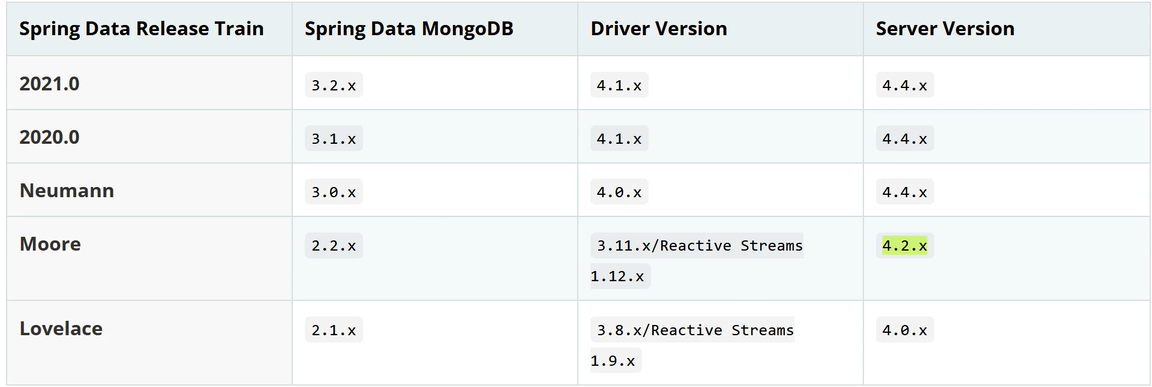 Spring Data Release Train Spring Data MongoDB Driver Version Server Version
2021.0 3.2.x 4.1.x 4.4.x
2020.0 3.1.x 4.1.x 4.4.x
Neumann 3.0.x 4.0.x 4.4.x
Moore 2.2.x 3.11.x/Reactive Streams 4.2.x
1.12.x
Lovelace 2.1.x 3.8.x/Reactive Streams 4.0.x
1.9.x